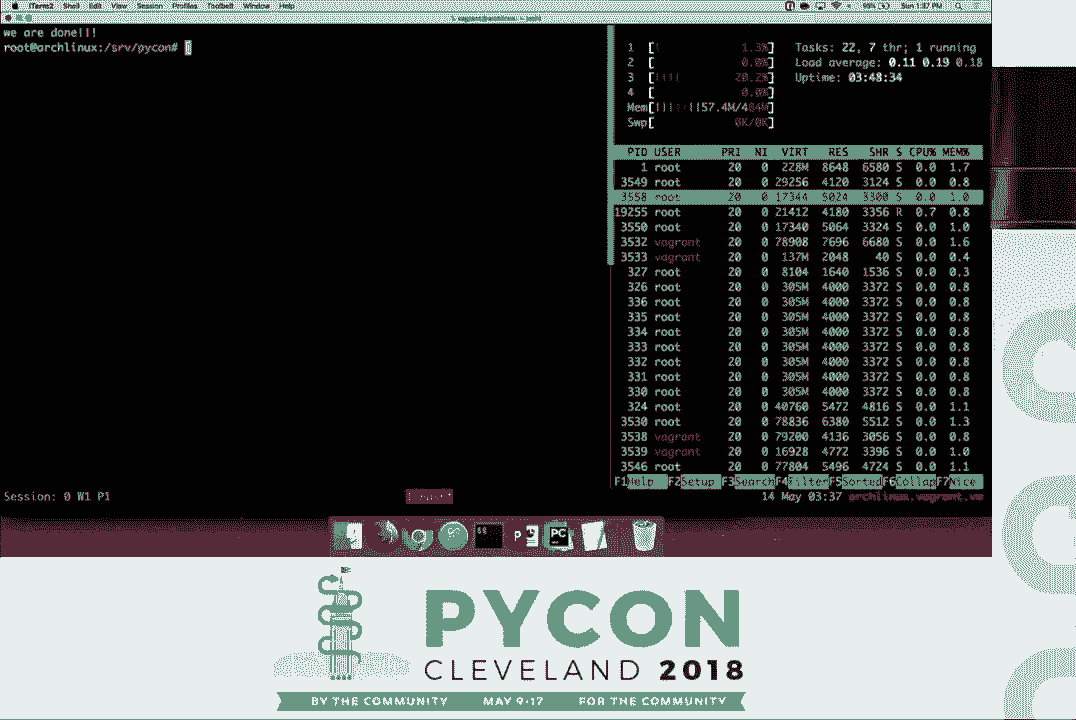 iTerm2 Shell Edit View Session Profiles Toolbelt Window Help
98% Sun 1:37 PM
we are done!!!
root@archlinux:/srv/pycon#
1 [ 1.3%] Tasks: 22, 7 thr; 1 running
2 [ 0.0%] Load average: 0.11 0.19 0.18
3 [|||| 20.2%] Uptime: 03:48:34
4 [ 0.0%]
Mem[||||||57.4M/484M]
Swp[ 0K/0K]
PID USER PRI NI VIRT RES SHR S CPU% MEM%
1 root 20 0 228M 8648 6580 S 0.0 1.7
3549 root 20 0 29256 4120 3124 S 0.0 0.8
3558 root 20 0 17344 5024 3300 S 0.0 1.0
19255 root 20 0 21412 4180 3356 R 0.7 0.8
3550 root 20 0 17340 5064 3324 S 0.0 1.0
3532 vagrant 20 0 78908 7696 6680 S 0.0 1.6
3533 vagrant 20 0 137M 2048 40 S 0.0 0.4
327 root 20 0 8104 1640 1536 S 0.0 0.3
326 root 20 0 305M 4000 3372 S 0.0 0.8
336 root 20 0 305M 4000 3372 S 0.0 0.8
335 root 20 0 305M 4000 3372 S 0.0 0.8
334 root 20 0 305M 4000 3372 S 0.0 0.8
333 root 20 0 305M 4000 3372 S 0.0 0.8
332 root 20 0 305M 4000 3372 S 0.0 0.8
331 root 20 0 305M 4000 3372 S 0.0 0.8
330 root 20 0 305M 4000 3372 S 0.0 0.8
324 root 20 0 40760 5472 4816 S 0.0 1.1
3530 root 20 0 78836 6380 5512 S 0.0 1.3
3538 vagrant 20 0 79200 4136 3056 S 0.0 0.8
3539 vagrant 20 0 16928 4772 3396 S 0.0 1.0
3546 root 20 0 77804 5496 4724 S 0.0 1.1
F1Help F2Setup F3Search F4Filter F5Sorted F6Collap F7Nice
Session: 0 W1 P1 14 May 03:37 archlinux.vagrant.vm
PC
PYCON
CLEVELAND 2018
BY THE COMMUNITY MAY 9-17 FOR THE COMMUNITY